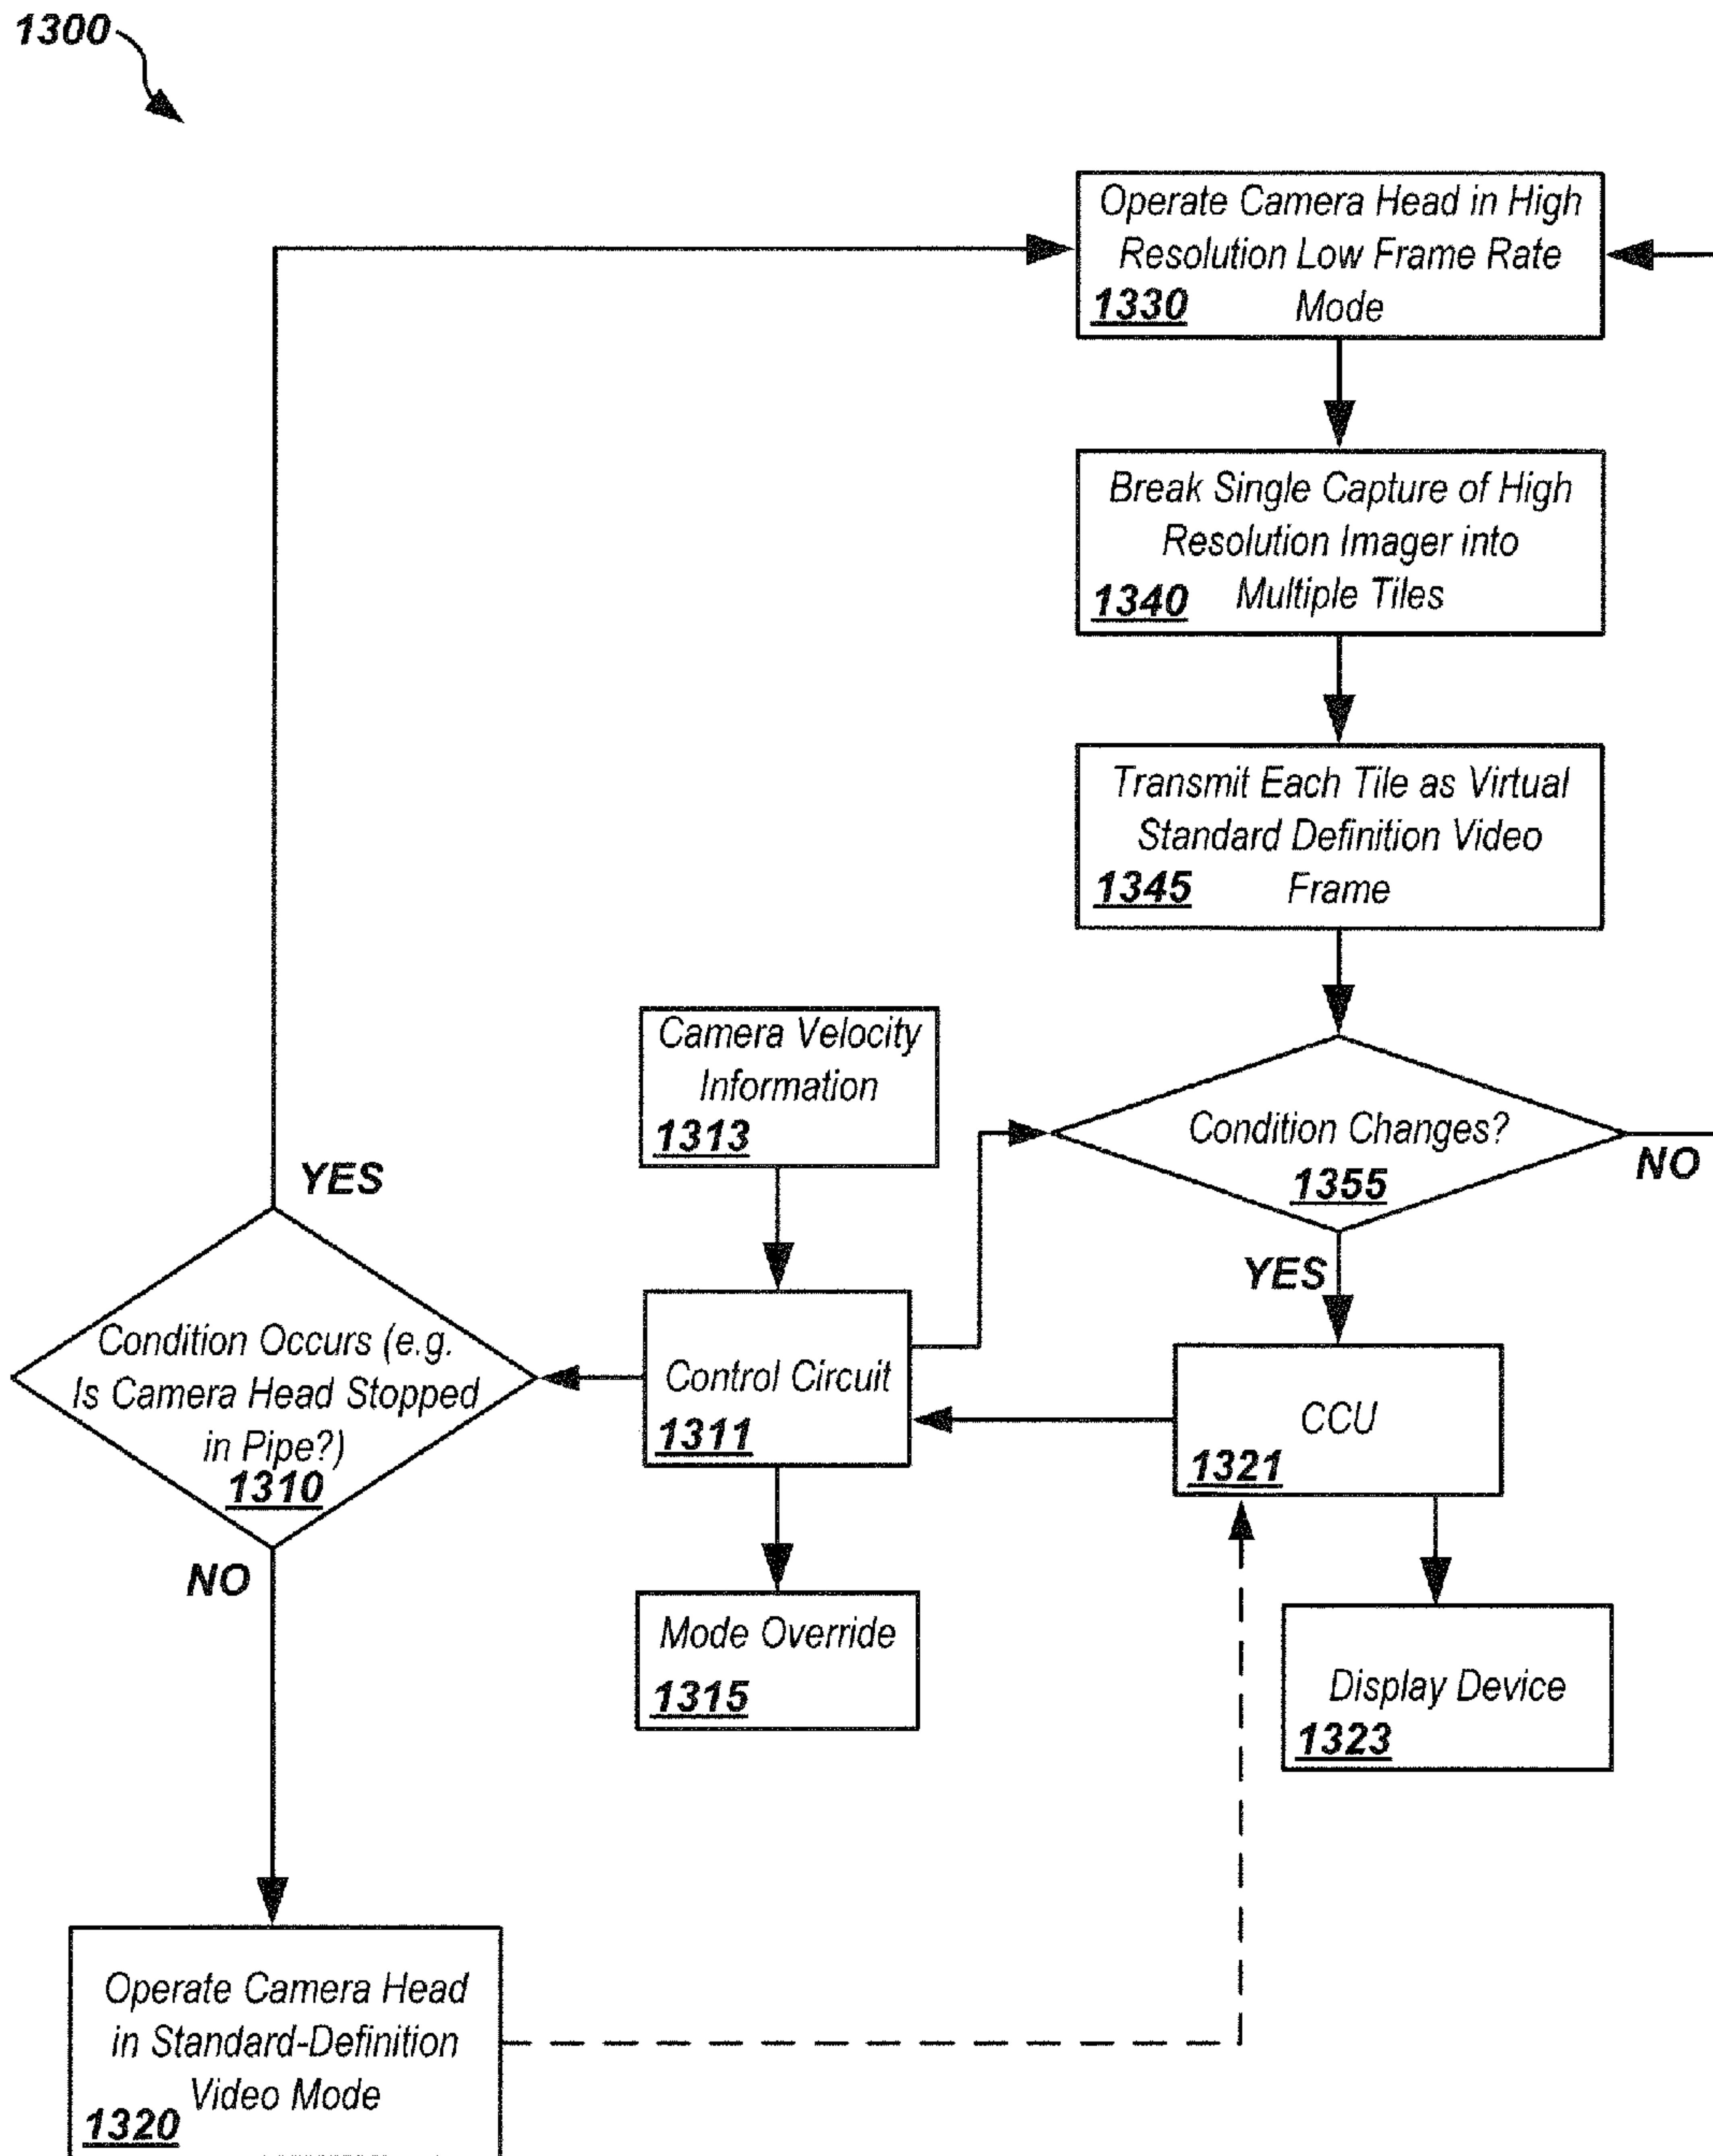 1300
Operate Camera Head in High
Resolution Low Frame Rate
1330 Mode
Break Single Capture of High
Resolution Imager into
1340 Multiple Tiles
Transmit Each Tile as Virtual
Standard Definition Video
1345 Frame
Camera Velocity
Information
1313
Condition Changes?
1355
NO
YES
YES
Condition Occurs (e.g.
Is Camera Head Stopped
in Pipe?)
1310
Control Circuit
1311
CCU
1321
NO
Mode Override
1315
Display Device
1323
Operate Camera Head
in Standard-Definition
Video Mode
1320